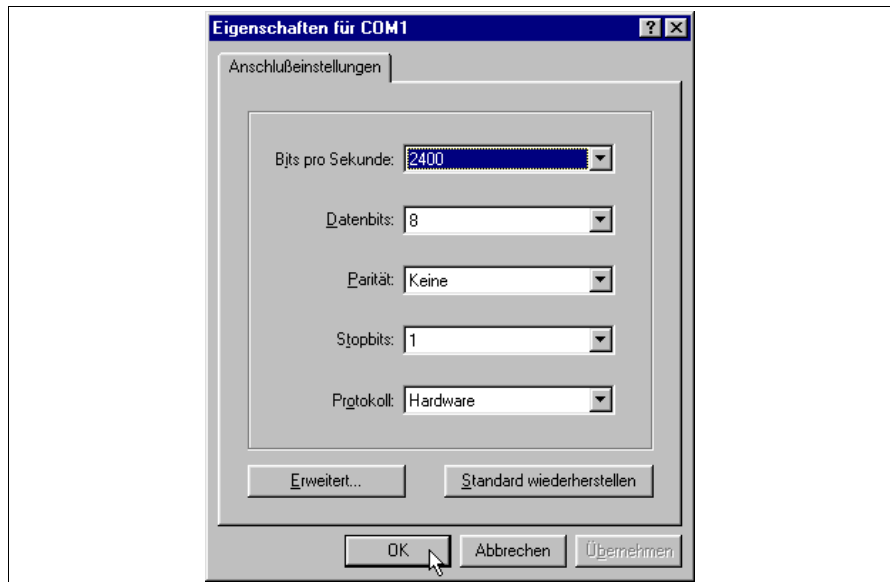 Eigenschaften für COM1
Anschlußeinstellungen
Bits pro Sekunde: 2400
Datenbits: 8
Parität: Keine
Stopbits: 1
Protokoll: Hardware
Erweitert... Standard wiederherstellen
OK Abbrechen Übernehmen